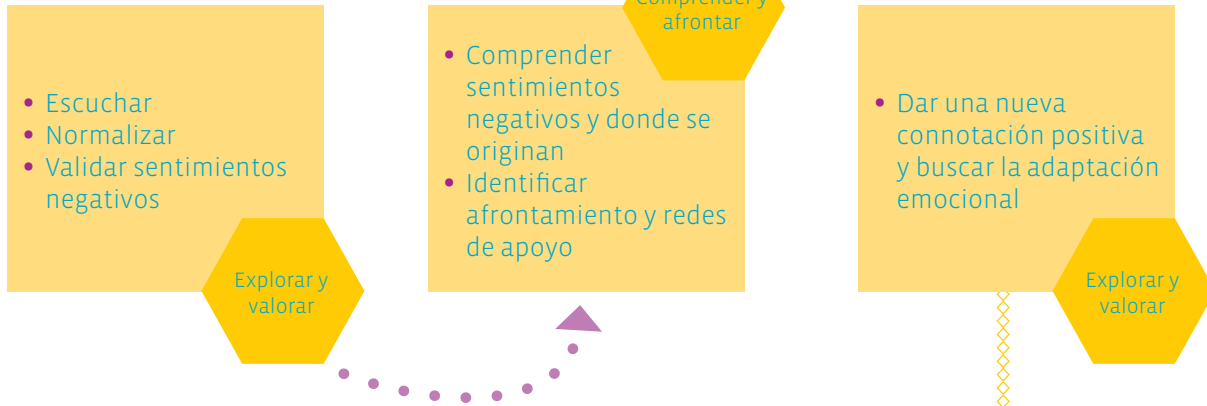 • Escuchar
• Normalizar
• Validar sentimientos
negativos
Explorar y
valorar
Comprender y
afrontar
• Comprender
sentimientos
negativos y donde se
originan
• Identificar
afrontamiento y redes
de apoyo
• Dar una nueva
connotación positiva
y buscar la adaptación
emocional
Explorar y
valorar